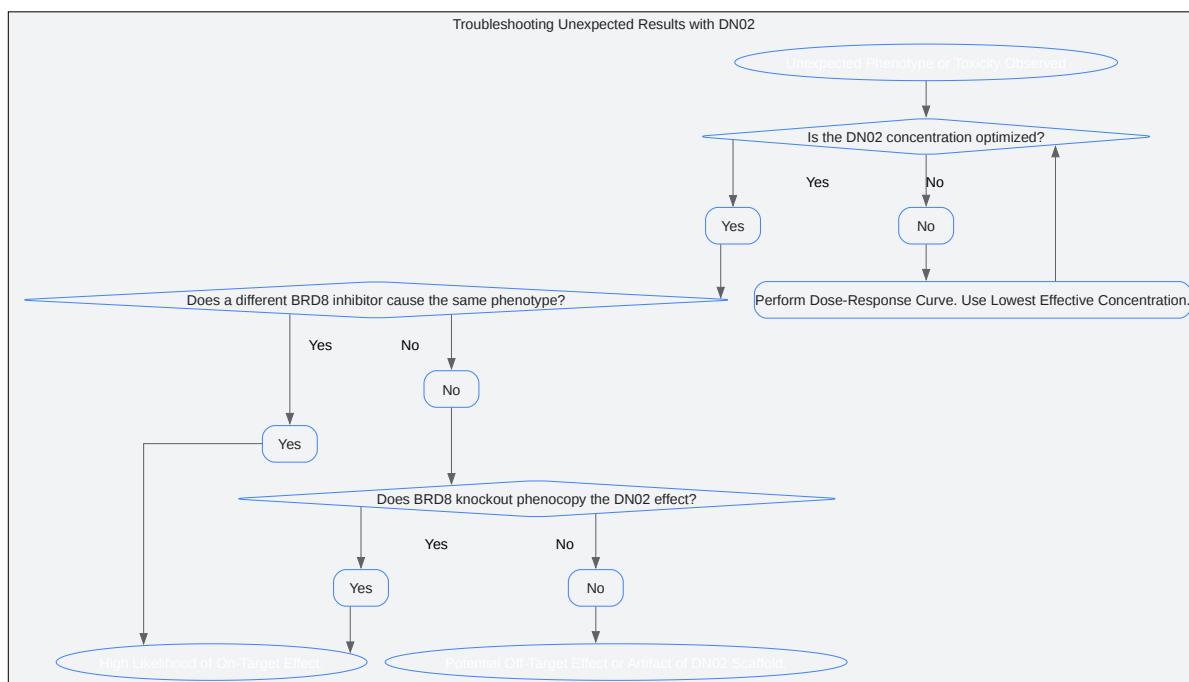 Troubleshooting Unexpected Results with DN02
Unexpected Phenotype or Toxicity Observed
Is the DN02 concentration optimized?
Yes
No
Yes
No
Perform Dose-Response Curve. Use Lowest Effective Concentration.
Does a different BRD8 inhibitor cause the same phenotype?
Yes
No
No
Yes
Does BRD8 knockout phenocopy the DN02 effect?
Yes
No
Yes
No
High Likelihood of On-Target Effect.
Potential Off-Target Effect or Artifact of DN02 Scaffold.